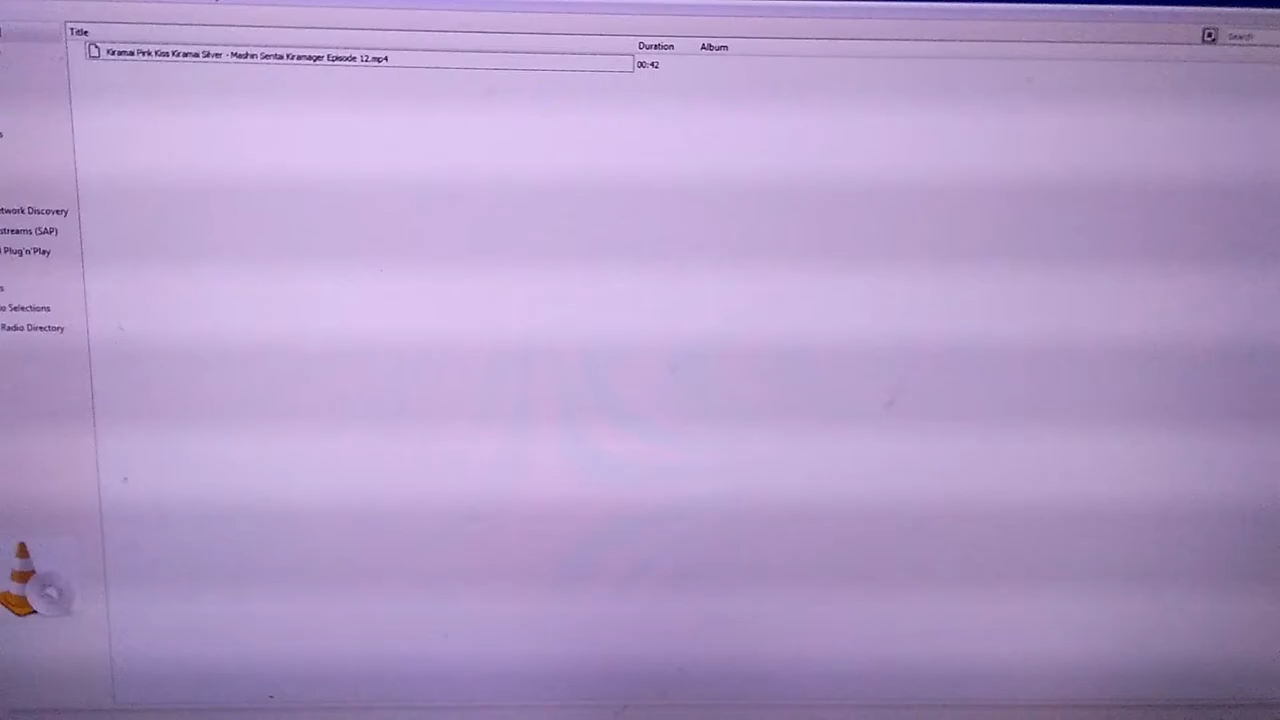 Title
Duration
Album
Search
Kiramai Pink Kiss Kiramai Silver - Mashin Sentai Kiramager Episode 12.mp4
00:42
twork Discovery
streams (SAP)
Plug'n'Play
o Selections
Radio Directory